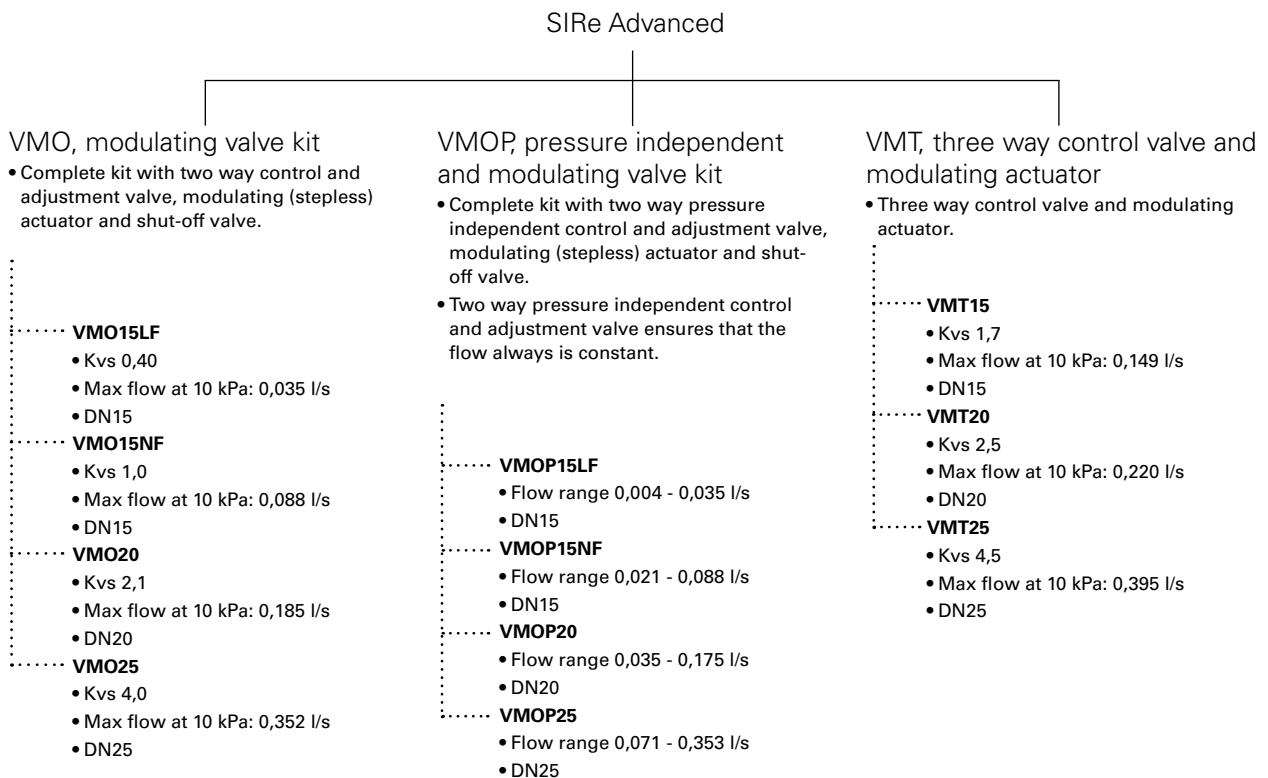 SIRe Advanced
VMO, modulating valve kit
• Complete kit with two way control and
adjustment valve, modulating (stepless)
actuator and shut-off valve.
VMO15LF
• Kvs 0,40
• Max flow at 10 kPa: 0,035 l/s
• DN15
VMO15NF
• Kvs 1,0
• Max flow at 10 kPa: 0,088 l/s
• DN15
VMO20
• Kvs 2,1
• Max flow at 10 kPa: 0,185 l/s
• DN20
VMO25
• Kvs 4,0
• Max flow at 10 kPa: 0,352 l/s
• DN25
VMOP, pressure independent
and modulating valve kit
• Complete kit with two way pressure
independent control and adjustment valve,
modulating (stepless) actuator and shut-
off valve.
• Two way pressure independent control
and adjustment valve ensures that the
flow always is constant.
VMOP15LF
• Flow range 0,004 - 0,035 l/s
• DN15
VMOP15NF
• Flow range 0,021 - 0,088 l/s
• DN15
VMOP20
• Flow range 0,035 - 0,175 l/s
• DN20
VMOP25
• Flow range 0,071 - 0,353 l/s
• DN25
VMT, three way control valve and
modulating actuator
• Three way control valve and modulating
actuator.
VMT15
• Kvs 1,7
• Max flow at 10 kPa: 0,149 l/s
• DN15
VMT20
• Kvs 2,5
• Max flow at 10 kPa: 0,220 l/s
• DN20
VMT25
• Kvs 4,5
• Max flow at 10 kPa: 0,395 l/s
• DN25